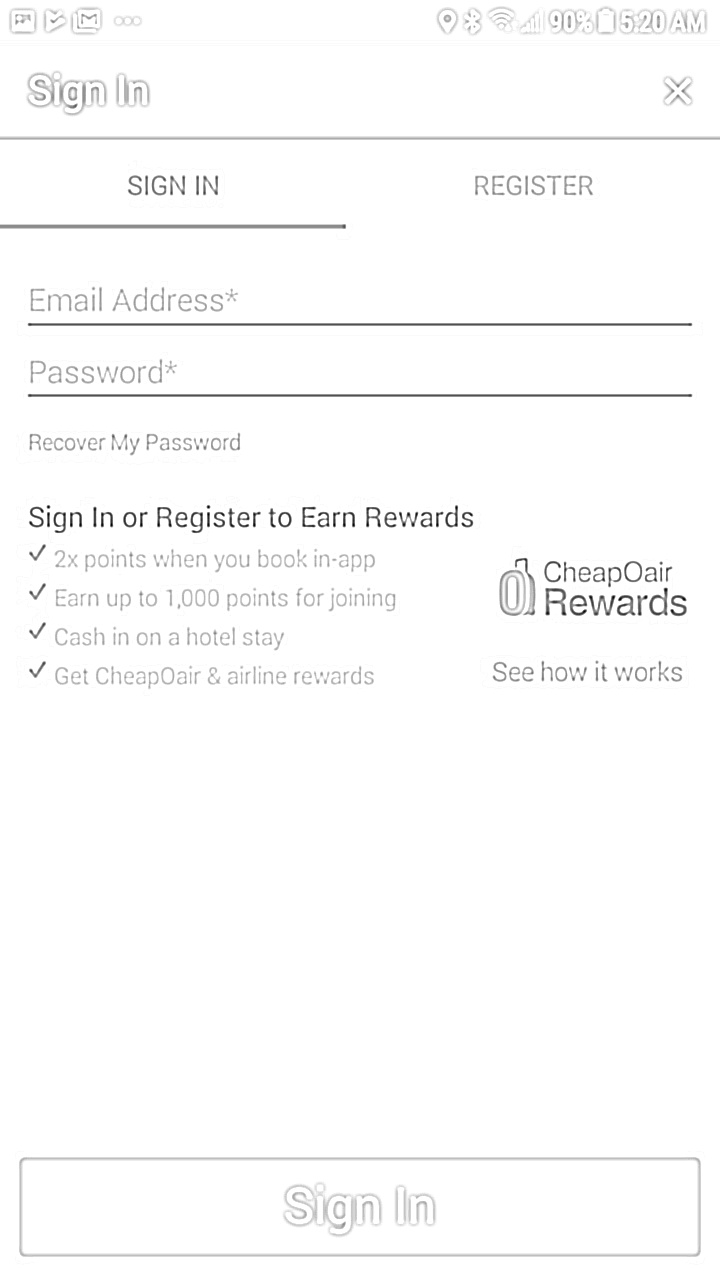 90% 5:20 AM
Sign In
SIGN IN REGISTER
Email Address*
Password*
Recover My Password
Sign In or Register to Earn Rewards
2x points when you book in-app
Earn up to 1,000 points for joining
Cash in on a hotel stay
Get CheapOair & airline rewards
CheapOair
Rewards
See how it works
Sign In